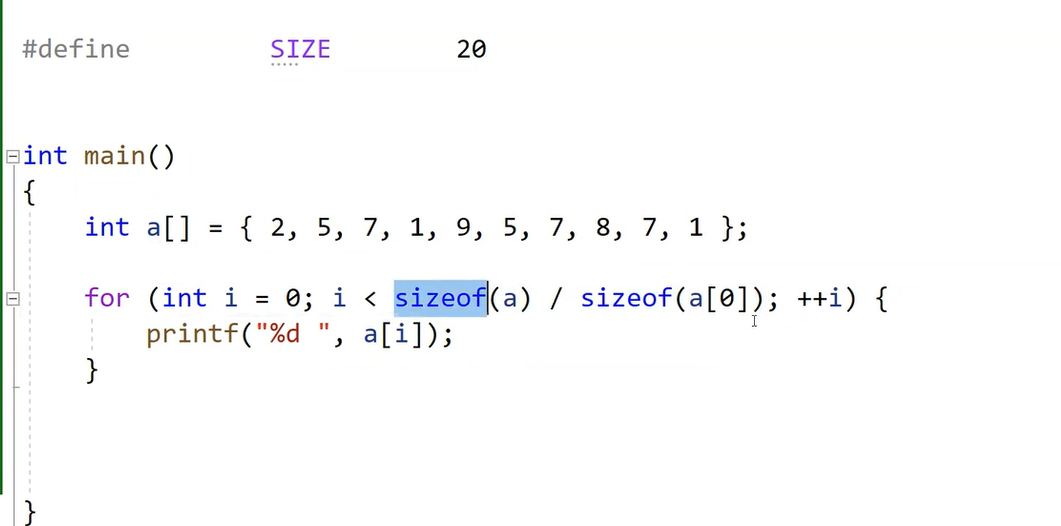 #define SIZE 20
int main()
{
int a[] = { 2, 5, 7, 1, 9, 5, 7, 8, 7, 1 };
for (int i = 0; i < sizeof(a) / sizeof(a[0]); ++i) {
printf("%d ", a[i]);
}
}